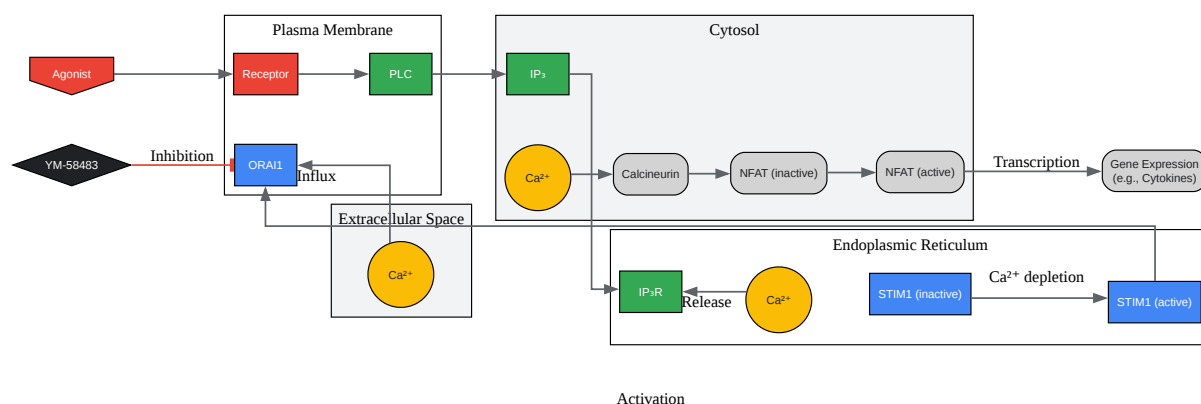 Plasma Membrane
Cytosol
Agonist
Receptor
PLC
IP₃
YM-58483
Inhibition
ORAI1
Influx
Ca²⁺
Calcineurin
NFAT (inactive)
NFAT (active)
Transcription
Gene Expression
(e.g., Cytokines)
Extracellular Space
Ca²⁺
Endoplasmic Reticulum
IP₃R
Release
Ca²⁺
STIM1 (inactive)
Ca²⁺ depletion
STIM1 (active)
Activation